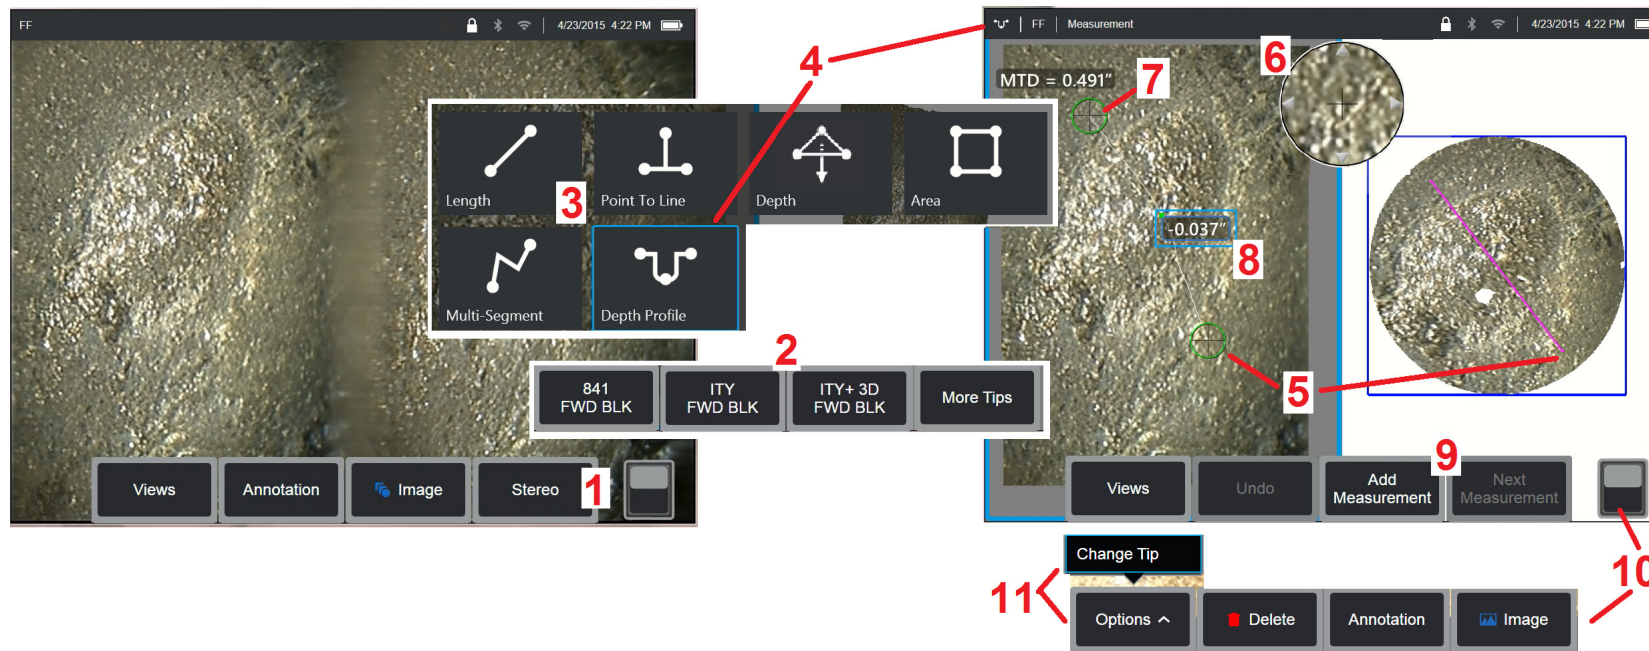 FF
4/23/2015 4:22 PM
4
FF Measurement
4/23/2015 4:22 PM
6
7
MTD = 0.491"
Length
3
Point To Line
Depth
Area
Multi-Segment
Depth Profile
-0.037"
8
2
841
FWD BLK
ITY
FWD BLK
ITY+ 3D
FWD BLK
More Tips
5
Views
Annotation
Image
Stereo
1
9
Views
Undo
Add
Measurement
Next
Measurement
10
Change Tip
11
Options
Delete
Annotation
Image